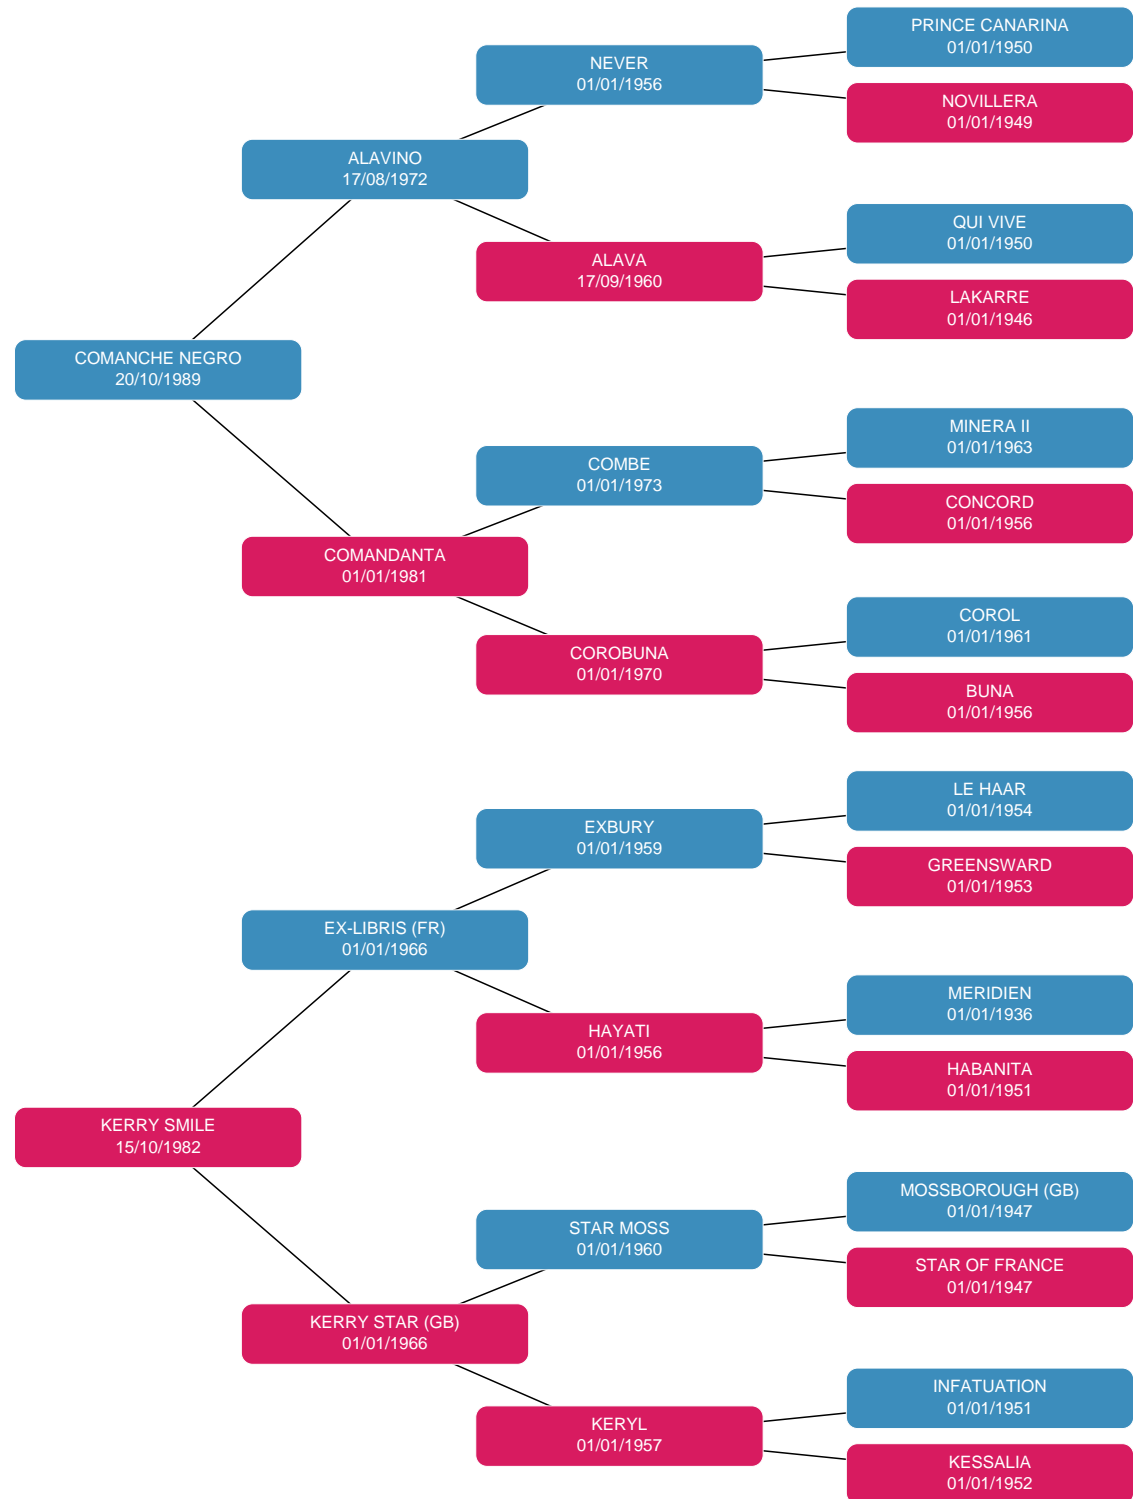 PRINCE CANARINA
01/01/1950
NEVER
01/01/1956
NOVILLERA
01/01/1949
ALAVINO
17/08/1972
QUI VIVE
01/01/1950
ALAVA
17/09/1960
LAKARRE
01/01/1946
COMANCHE NEGRO
20/10/1989
MINERA II
01/01/1963
COMBE
01/01/1973
CONCORD
01/01/1956
COMANDANTA
01/01/1981
COROL
01/01/1961
COROBUNA
01/01/1970
BUNA
01/01/1956
LE HAAR
01/01/1954
EXBURY
01/01/1959
GREENSWARD
01/01/1953
EX-LIBRIS (FR)
01/01/1966
MERIDIEN
01/01/1936
HAYATI
01/01/1956
HABANITA
01/01/1951
KERRY SMILE
15/10/1982
MOSSBOROUGH (GB)
01/01/1947
STAR MOSS
01/01/1960
STAR OF FRANCE
01/01/1947
KERRY STAR (GB)
01/01/1966
INFATUATION
01/01/1951
KERYL
01/01/1957
KESSALIA
01/01/1952